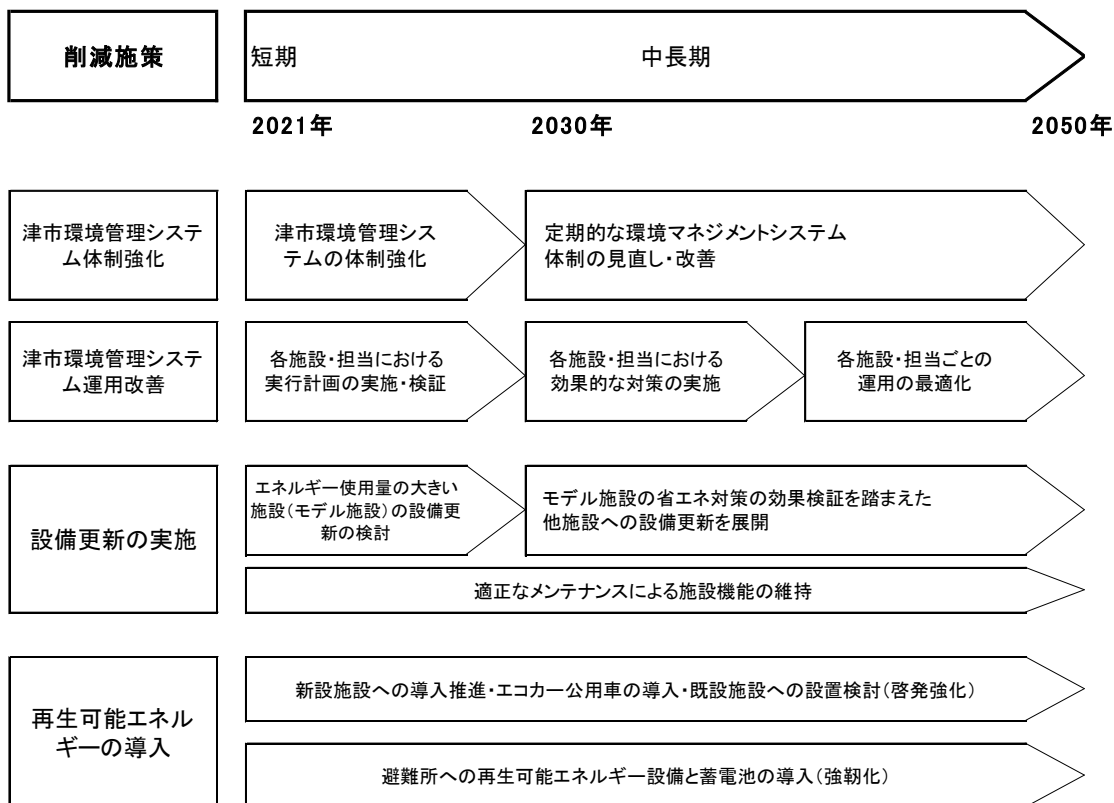 削減施策
短期
中長期
2021年
2030年
2050年
津市環境管理システ
ム体制強化
津市環境管理シス
テムの体制強化
定期的な環境マネジメントシステム
体制の見直し・改善
津市環境管理システ
ム運用改善
各施設・担当における
実行計画の実施・検証
各施設・担当における
効果的な対策の実施
各施設・担当ごとの
運用の最適化
設備更新の実施
エネルギー使用量の大きい
施設（モデル施設）の設備更
新の検討
モデル施設の省エネ対策の効果検証を踏まえた
他施設への設備更新を展開
適正なメンテナンスによる施設機能の維持
再生可能エネル
ギーの導入
新設施設への導入推進・エコカー公用車の導入・既設施設への設置検討（啓発強化）
避難所への再生可能エネルギー設備と蓄電池の導入（強靭化）